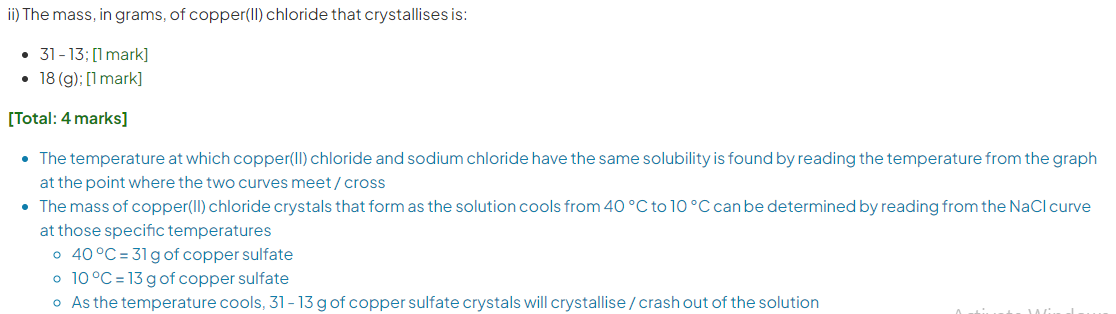 ii) The mass, in grams, of copper(II) chloride that crystallises is:
• 31 - 13; [1 mark]
• 18 (g); [1 mark]
[Total: 4 marks]
• The temperature at which copper(II) chloride and sodium chloride have the same solubility is found by reading the temperature from the graph
at the point where the two curves meet / cross
• The mass of copper(II) chloride crystals that form as the solution cools from 40 °C to 10 °C can be determined by reading from the NaCl curve
at those specific temperatures
○ 40 °C = 31 g of copper sulfate
○ 10 °C = 13 g of copper sulfate
○ As the temperature cools, 31 - 13 g of copper sulfate crystals will crystallise / crash out of the solution